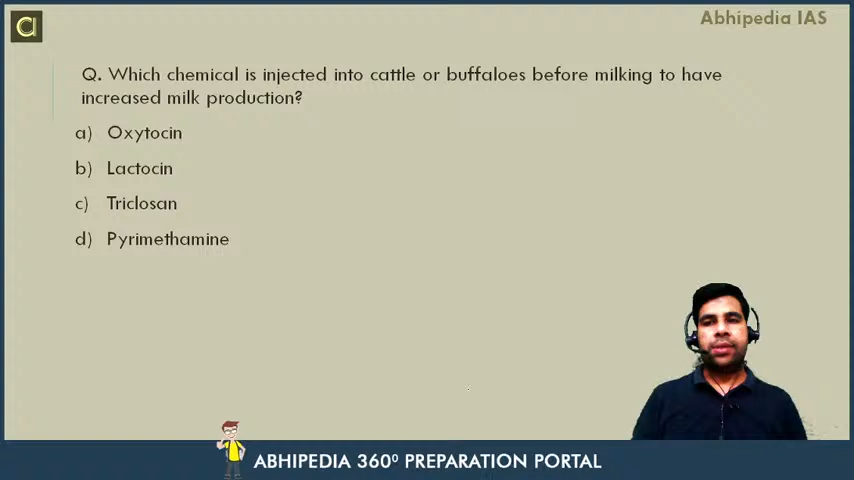 Abhipedia IAS
Q. Which chemical is injected into cattle or buffaloes before milking to have
increased milk production?
a) Oxytocin
b) Lactocin
c) Triclosan
d) Pyrimethamine
ABHIPEDIA 360⁰ PREPARATION PORTAL